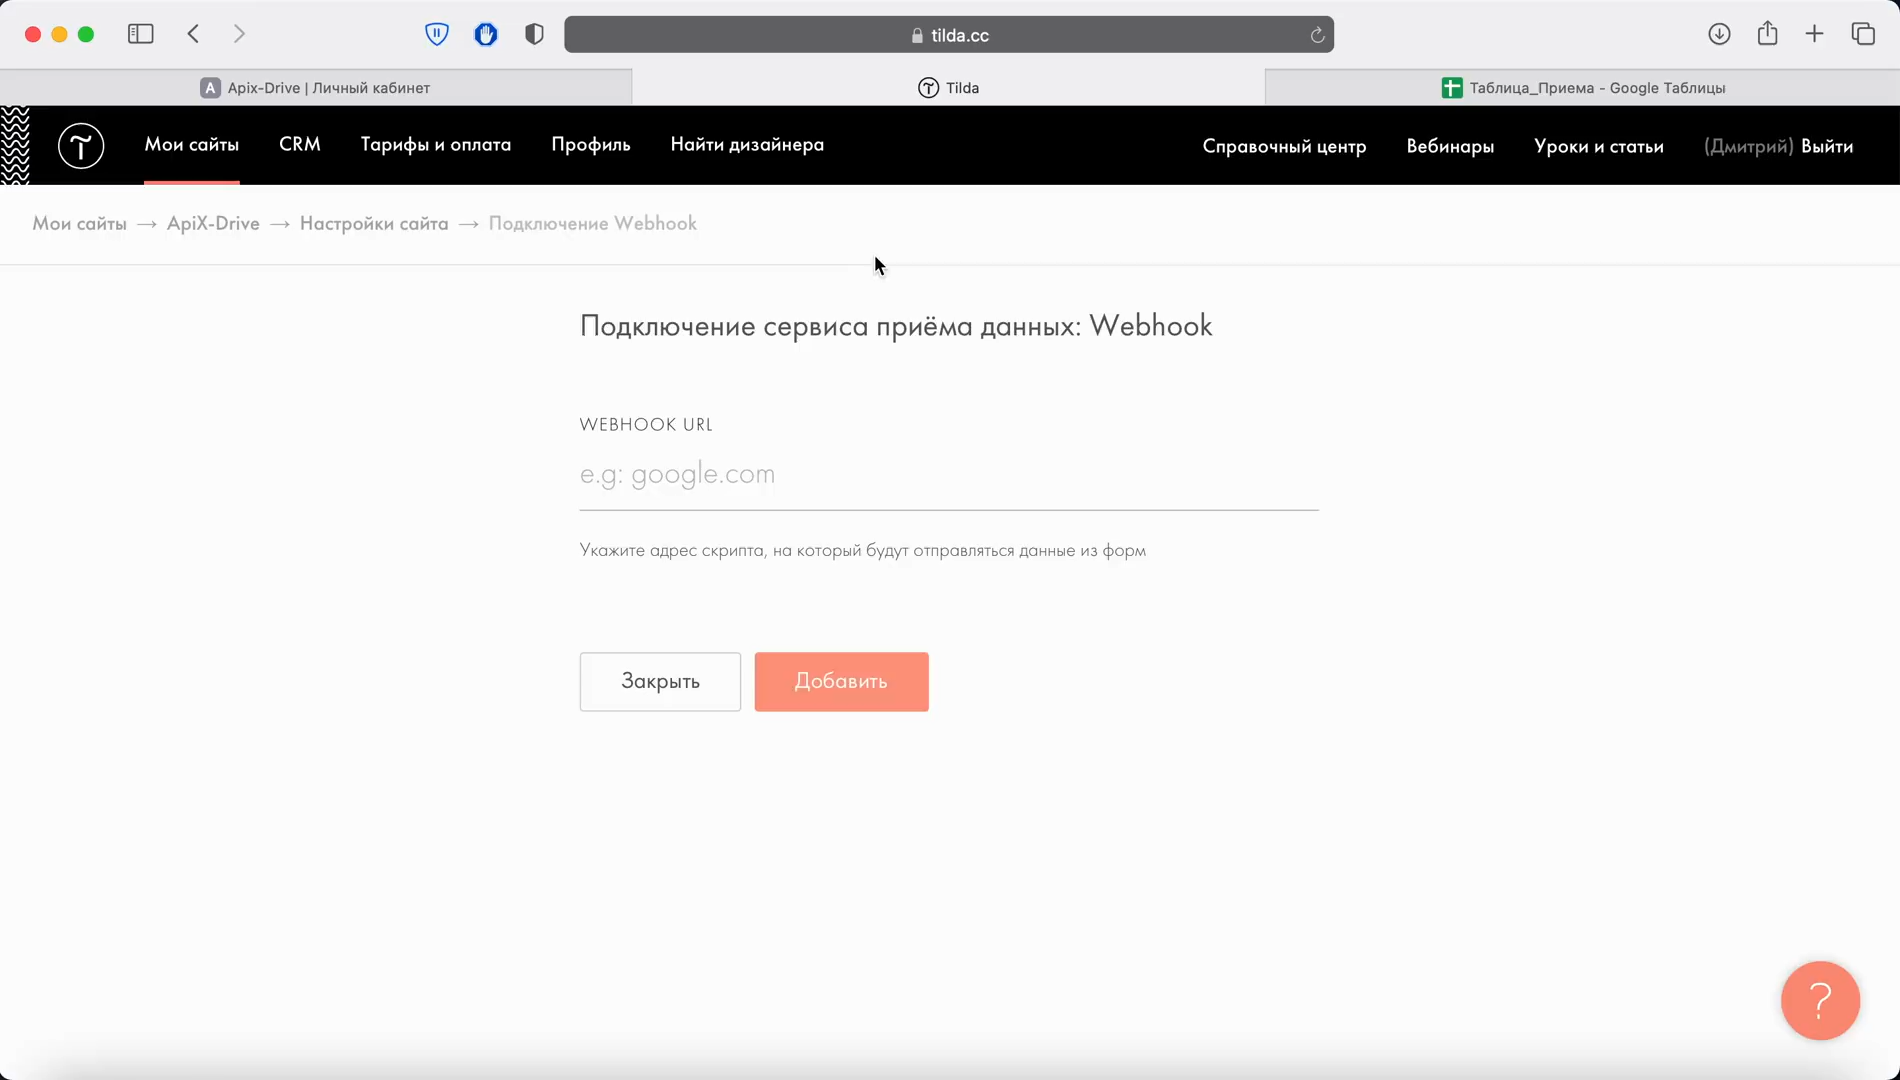 tilda.cc
A Apix-Drive | Личный кабинет
Tilda
Таблица_Приема - Google Таблицы
Мои сайты CRM Тарифы и оплата Профиль Найти дизайнера Справочный центр Вебинары Уроки и статьи (Дмитрий) Выйти
Мои сайты → ApiX-Drive → Настройки сайта → Подключение Webhook
Подключение сервиса приёма данных: Webhook
WEBHOOK URL
e.g: google.com
Укажите адрес скрипта, на который будут отправляться данные из форм
Закрыть Добавить
?